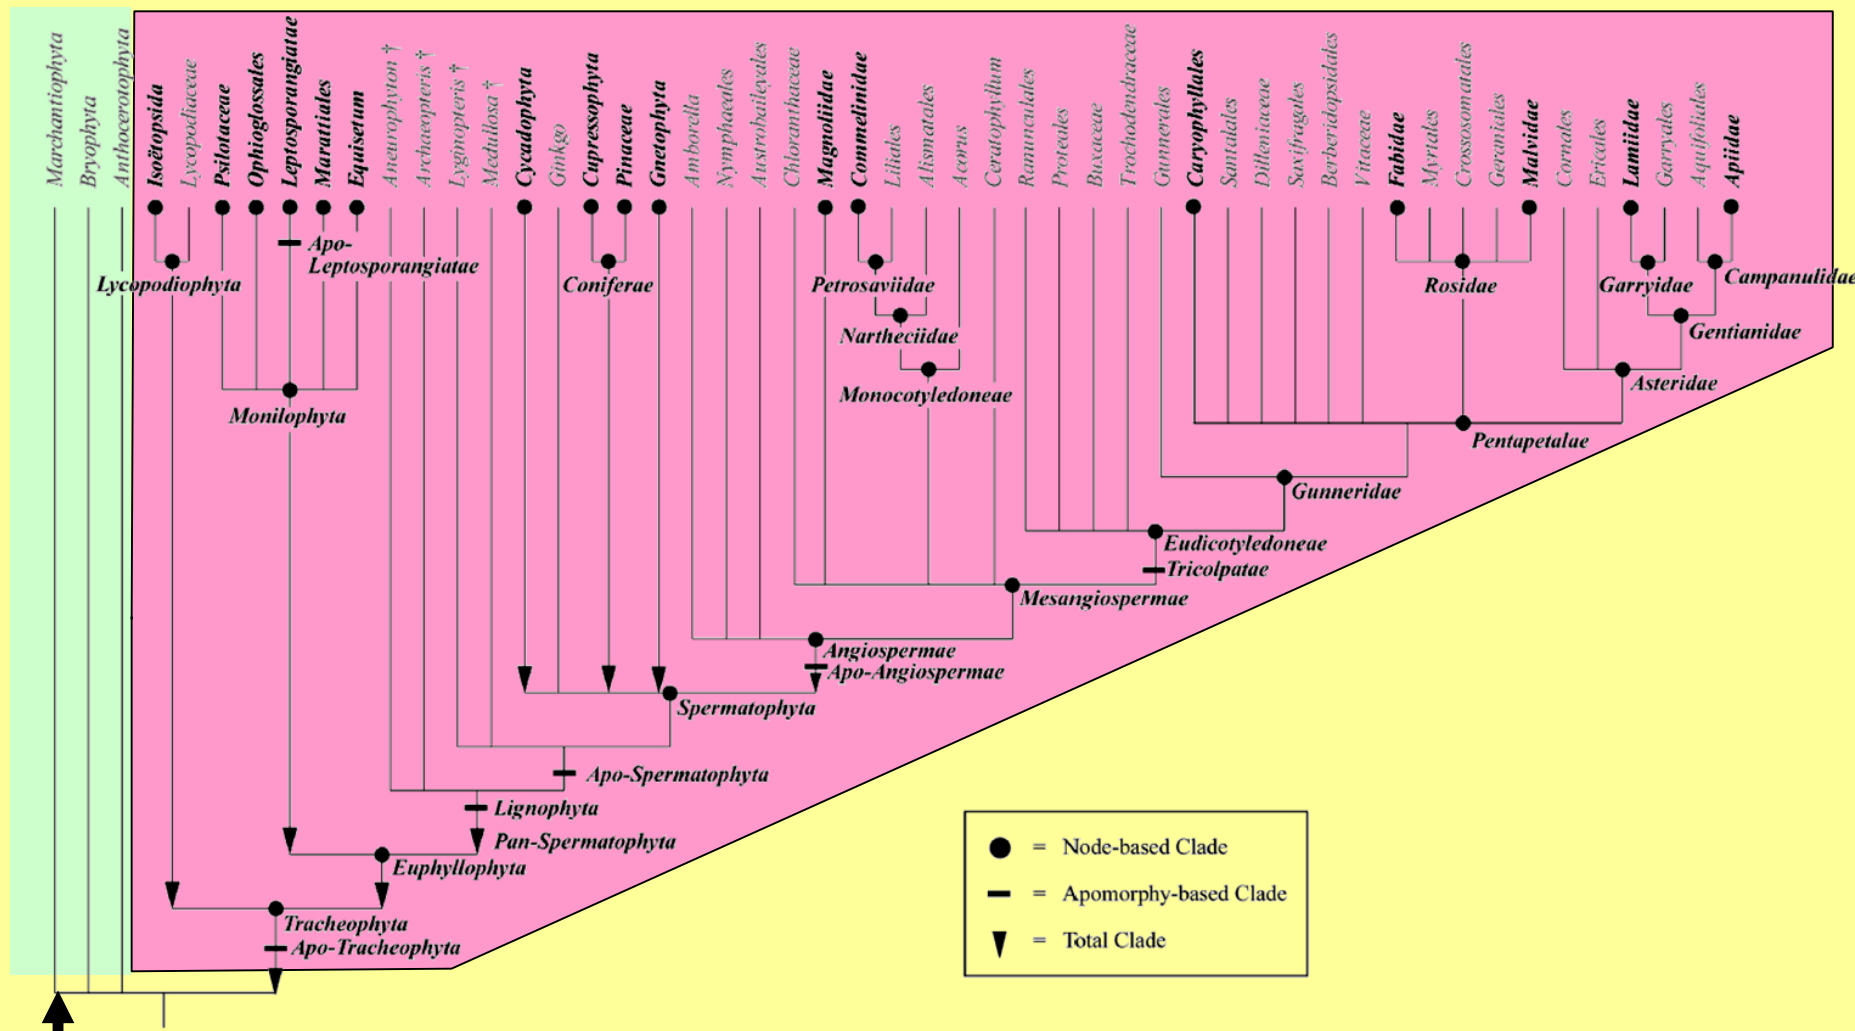 Marchantiophyta
Bryophyta
Anthocerotophyta
Isoëtopsida
Lycopodiaceae
Psilotaceae
Ophioglossales
Leptosporangiatae
Marattiales
Equisetum
Aneurophyton †
Archaeopteris †
Lyginopteris †
Medullosa †
Cycadophyta
Ginkgo
Cupressophyta
Pinaceae
Gnetophyta
Amborella
Nymphaeales
Austrobaileyales
Chloranthaceae
Magnoliidae
Commelinidae
Liliales
Alismatales
Acorus
Ceratophyllum
Ranunculales
Proteales
Buxaceae
Trochodendraceae
Gunnerales
Caryophyllales
Santalales
Dilleniaceae
Saxifragales
Berberidopsidales
Vitaceae
Fabidae
Myrtales
Crossosomatales
Geraniales
Malvidae
Cornales
Ericales
Lamiidae
Garryales
Aquifoliales
Apiidae
Apo-
Leptosporangiatae
Lycopodiophyta
Coniferae
Petrosaviidae
Rosidae
Garryidae
Campanulidae
Nartheciidae
Gentianidae
Monocotyledoneae
Asteridae
Monilophyta
Pentapetalae
Gunneridae
Eudicotyledoneae
Tricolpatae
Mesangiospermae
Angiospermae
Apo-Angiospermae
Spermatophyta
Apo-Spermatophyta
Lignophyta
Pan-Spermatophyta
Euphyllophyta
Tracheophyta
Apo-Tracheophyta
= Node-based Clade
= Apomorphy-based Clade
= Total Clade